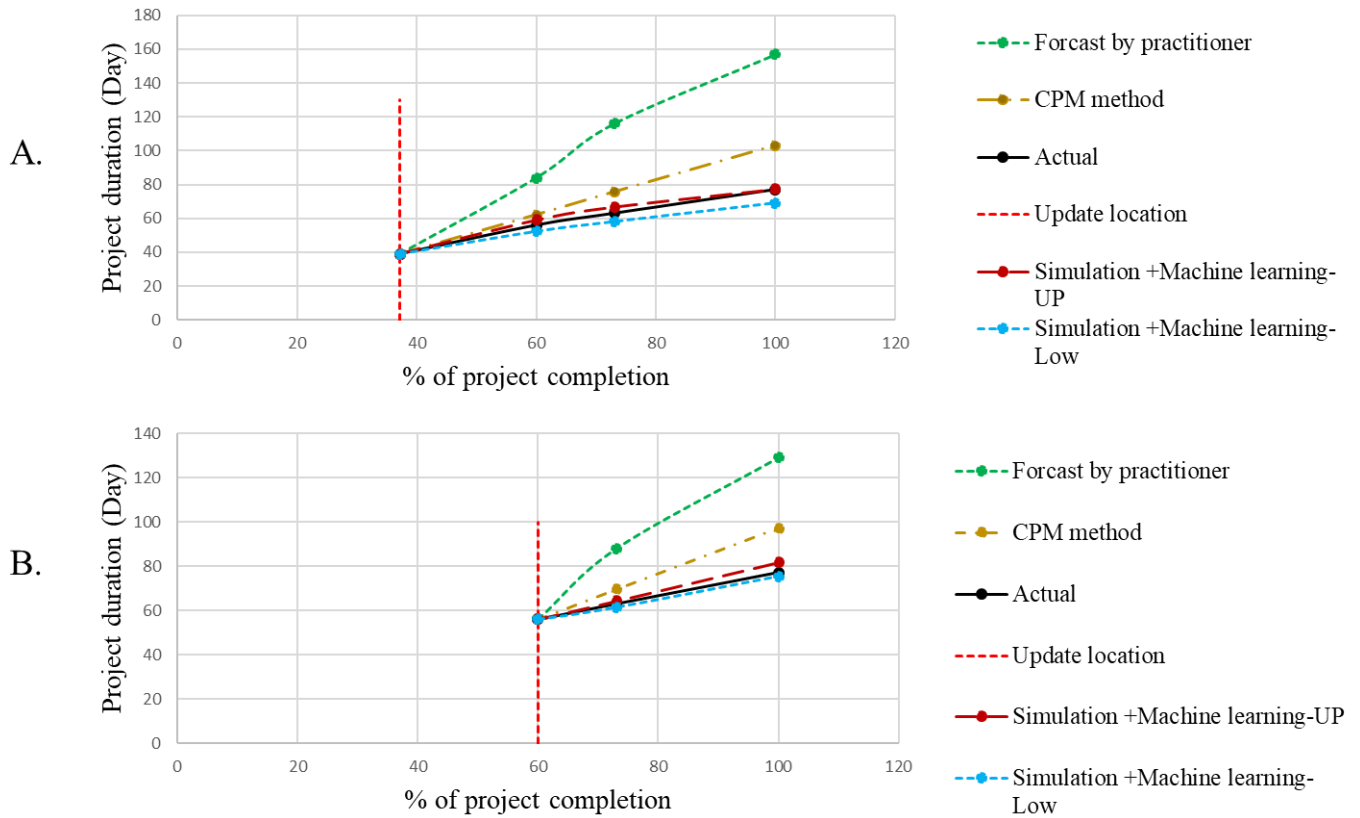 A.
Project duration (Day)
180
160
140
120
100
80
60
40
20
0
0 20 40 60 80 100 120
% of project completion
Forcast by practitioner
CPM method
Actual
Update location
Simulation +Machine learning-
UP
Simulation +Machine learning-
Low
B.
Project duration (Day)
140
120
100
80
60
40
20
0
0 20 40 60 80 100 120
% of project completion
Forcast by practitioner
CPM method
Actual
Update location
Simulation +Machine learning-UP
Simulation +Machine learning-
Low